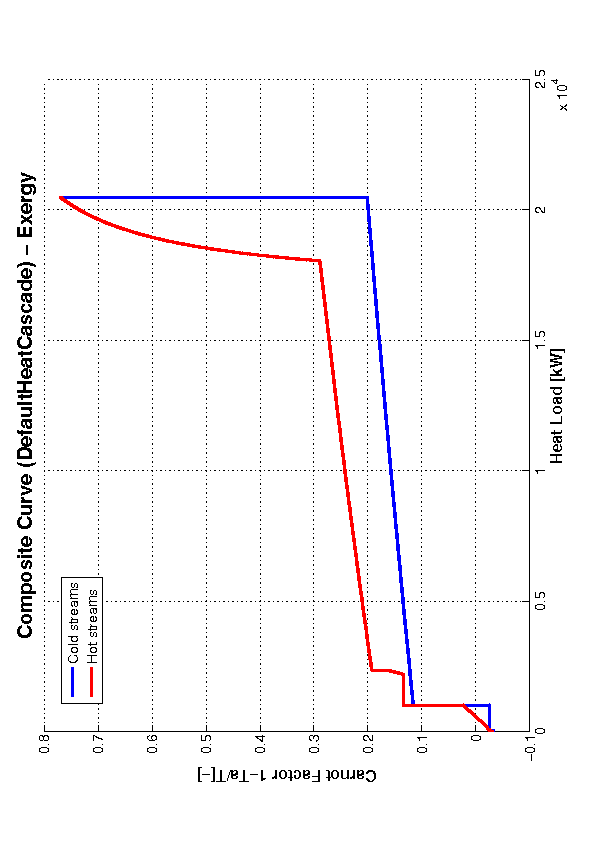 Composite Curve (DefaultHeatCascade) − Exergy
Cold streams
Hot streams
0.8
0.7
0.6
0.5
0.4
0.3
0.2
0.1
0
−0.1
Carnot Factor 1−Ta/T[−]
0
0.5
1
1.5
2
2.5
x 10⁴
Heat Load [kW]